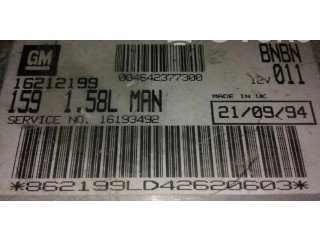 GM
004642377300
BNBN
16212199
12V 011
159 1.58L MAN
MADE IN UK
21/09/94
SERVICE NO. 16193492
*862199LD42620603*